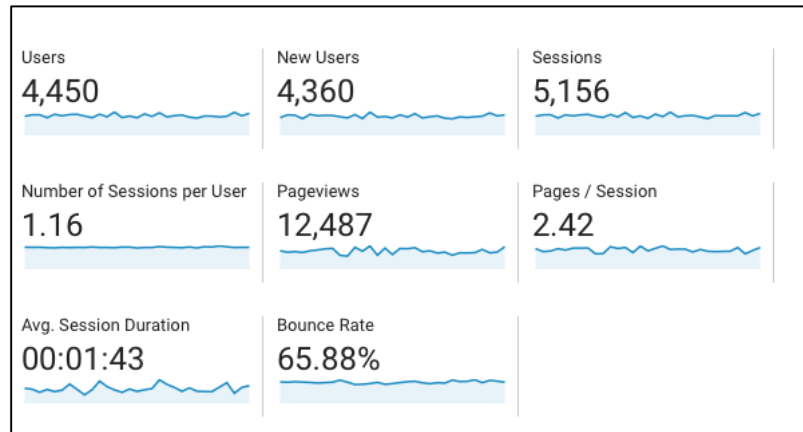 Users
4,450
New Users
4,360
Sessions
5,156
Number of Sessions per User
1.16
Pageviews
12,487
Pages / Session
2.42
Avg. Session Duration
00:01:43
Bounce Rate
65.88%